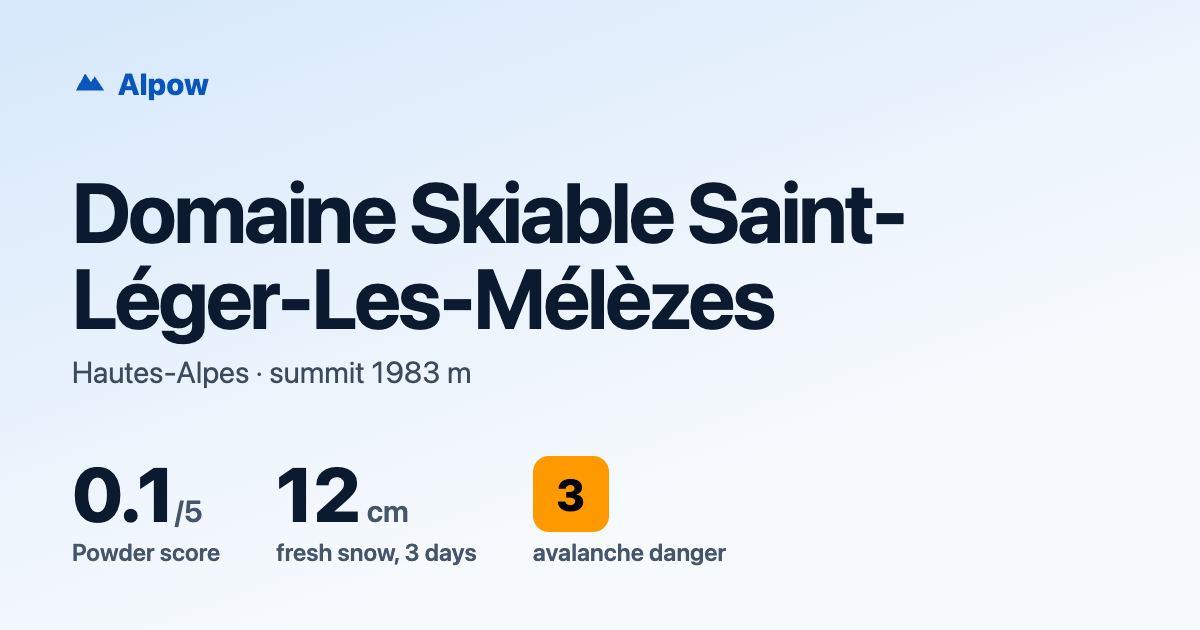 Alpow
Domaine Skiable Saint-
Léger-Les-Mélèzes
Hautes-Alpes · summit 1983 m
0.1/5
Powder score
12 cm
fresh snow, 3 days
3
avalanche danger